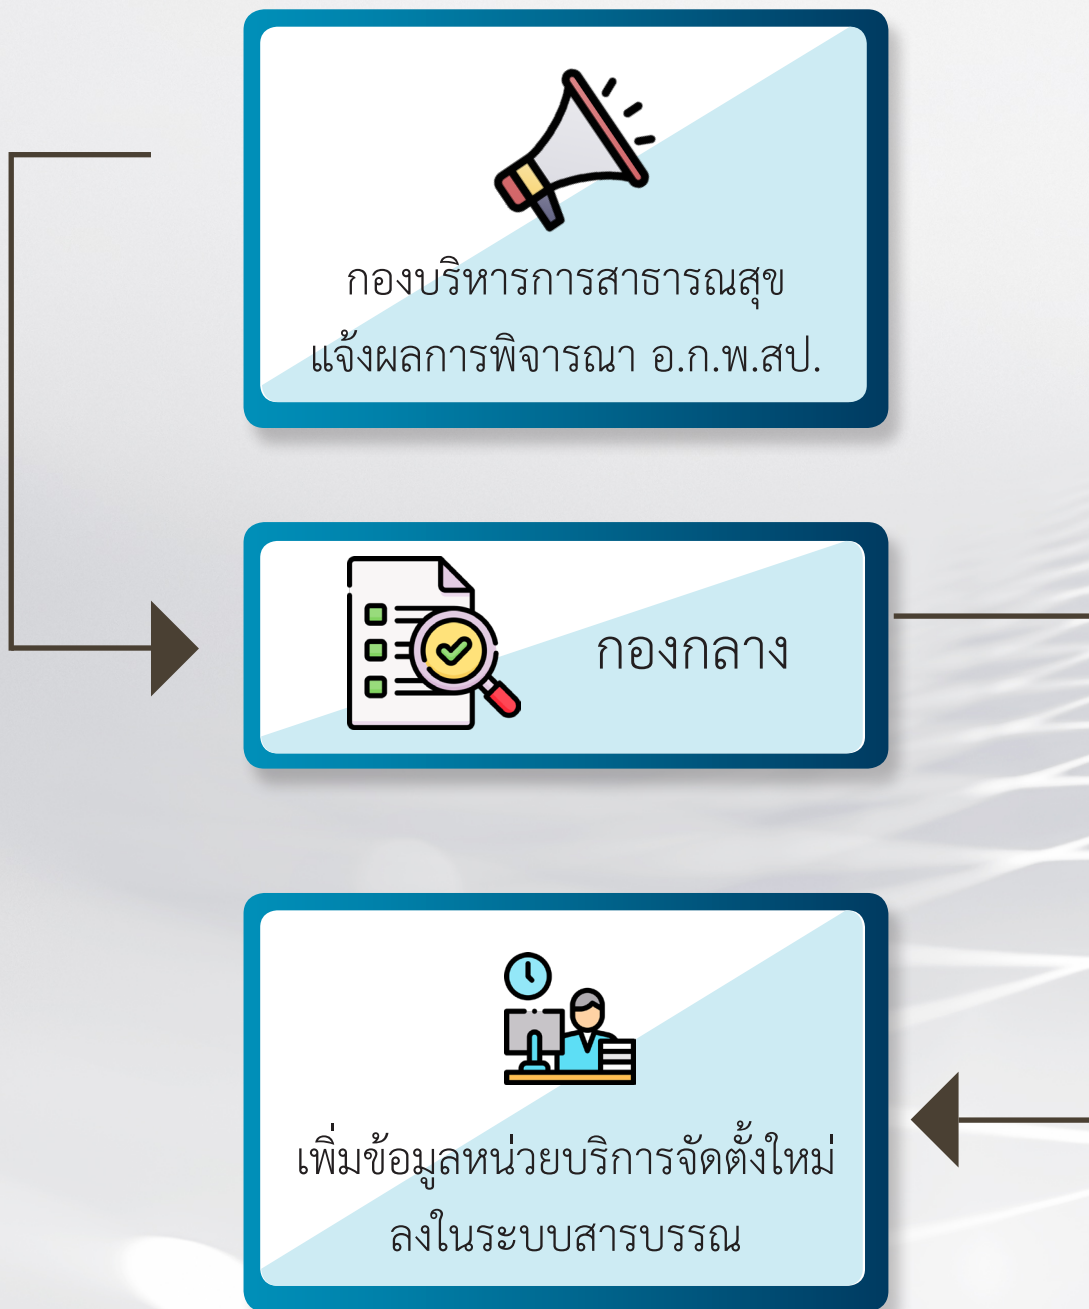 กองบริหารการสาธารณสุข
แจ้งผลการพิจารณา อ.ก.พ.สป.
กองกลาง
เพิ่มข้อมูลหน่วยบริการจัดตั้งใหม่
ลงในระบบสารบรรณ